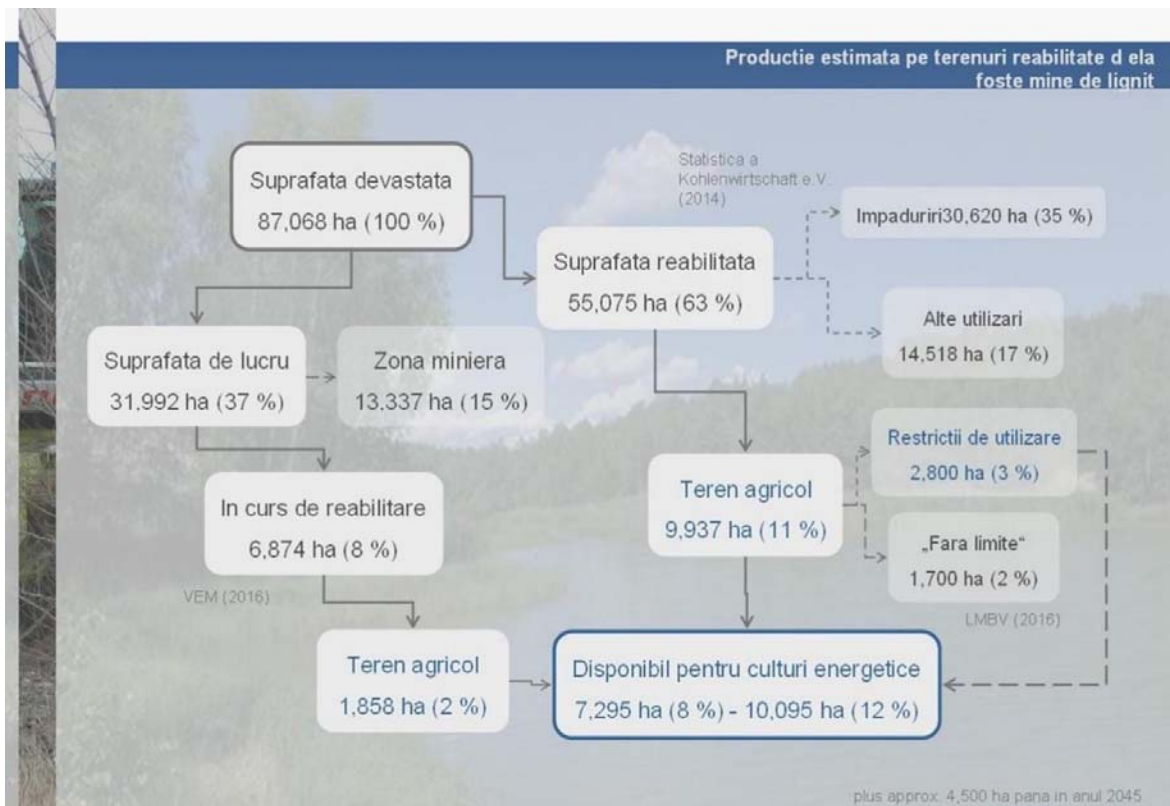 Productie estimata pe terenuri reabilitate d ela
foste mine de lignit
Suprafata devastata
87,068 ha (100 %)
Statistica a
Kohlenwirtschaft e.V.
(2014)
Impaduriri30,620 ha (35 %)
Suprafata reabilitata
55,075 ha (63 %)
Alte utilizari
14,518 ha (17 %)
Suprafata de lucru
31,992 ha (37 %)
Zona miniera
13,337 ha (15 %)
Restrictii de utilizare
2,800 ha (3 %)
Teren agricol
9,937 ha (11 %)
In curs de reabilitare
6,874 ha (8 %)
„Fara limite“
1,700 ha (2 %)
VEM (2016)
LMBV (2016)
Teren agricol
1,858 ha (2 %)
Disponibil pentru culturi energetice
7,295 ha (8 %) - 10,095 ha (12 %)
plus approx. 4,500 ha pana in anul 2045